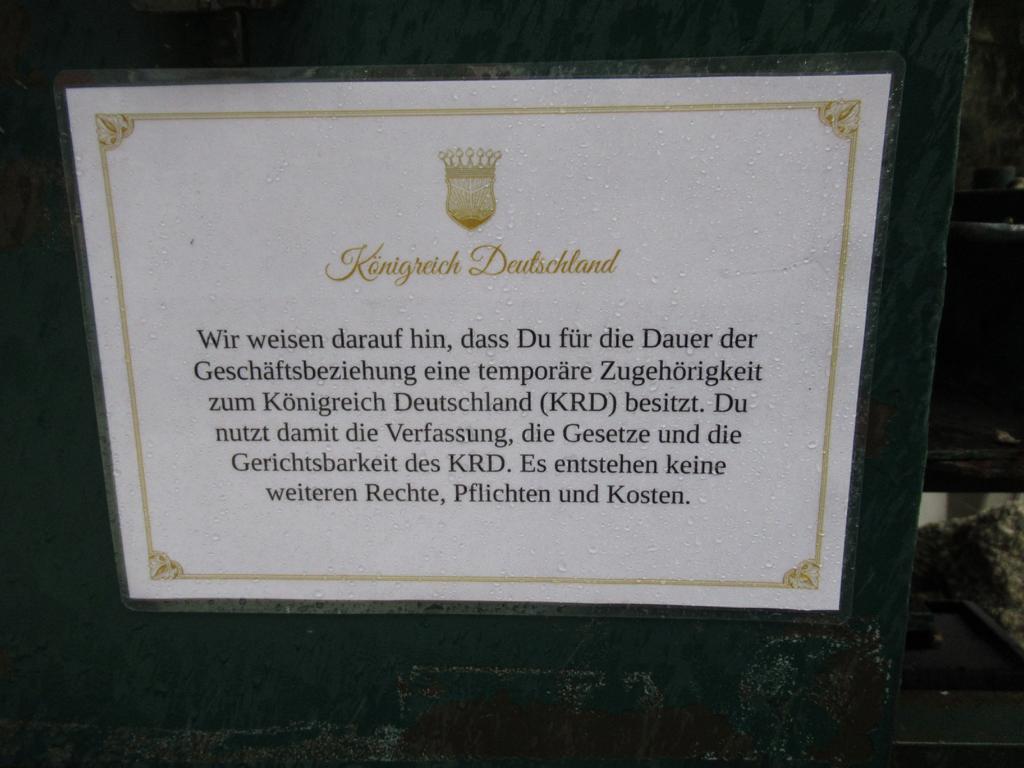 Königreich Deutschland
Wir weisen darauf hin, dass Du für die Dauer der
Geschäftsbeziehung eine temporäre Zugehörigkeit
zum Königreich Deutschland (KRD) besitzt. Du
nutzt damit die Verfassung, die Gesetze und die
Gerichtsbarkeit des KRD. Es entstehen keine
weiteren Rechte, Pflichten und Kosten.